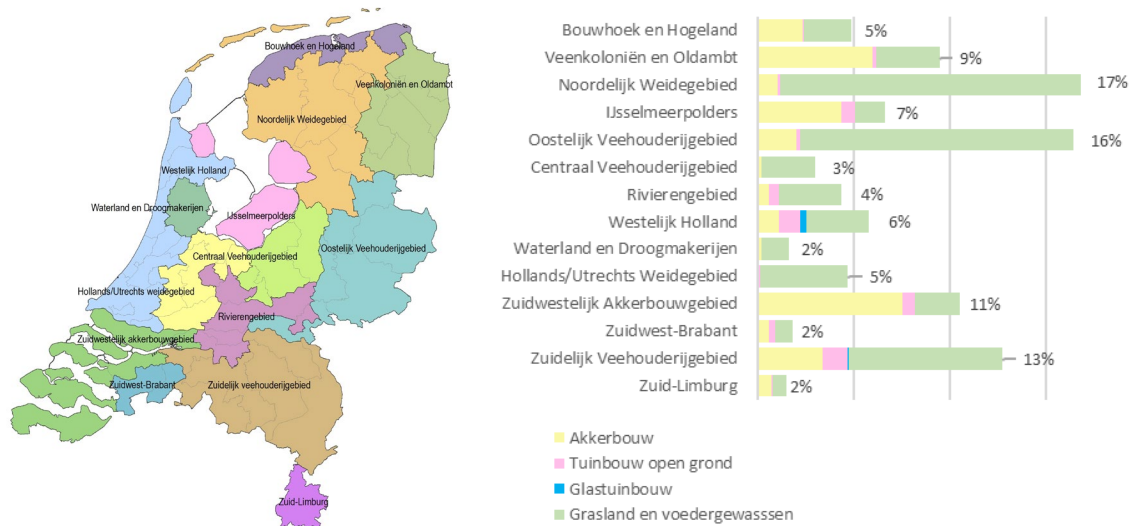 Bouwhoek en Hogeland
Veenkoloniën en Oldambt
Noordelijk Weidegebied
Westelijk Holland
Waterland en Droogmakerijen
IJsselmeerpolders
Oostelijk Veehouderijgebied
Centraal Veehouderijgebied
Hollands/Utrechts weidegebied
Rivierengebied
Zuidwestelijk akkerbouwgebied
Zuidwest-Brabant
Zuidelijk veehouderijgebied
Zuid-Limburg
Bouwhoek en Hogeland 5%
Veenkoloniën en Oldambt 9%
Noordelijk Weidegebied 17%
IJsselmeerpolders 7%
Oostelijk Veehouderijgebied 16%
Centraal Veehouderijgebied 3%
Rivierengebied 4%
Westelijk Holland 6%
Waterland en Droogmakerijen 2%
Hollands/Utrechts Weidegebied 5%
Zuidwestelijk Akkerbouwgebied 11%
Zuidwest-Brabant 2%
Zuidelijk Veehouderijgebied 13%
Zuid-Limburg 2%
Akkerbouw
Tuinbouw open grond
Glastuinbouw
Grasland en voedergewasssen